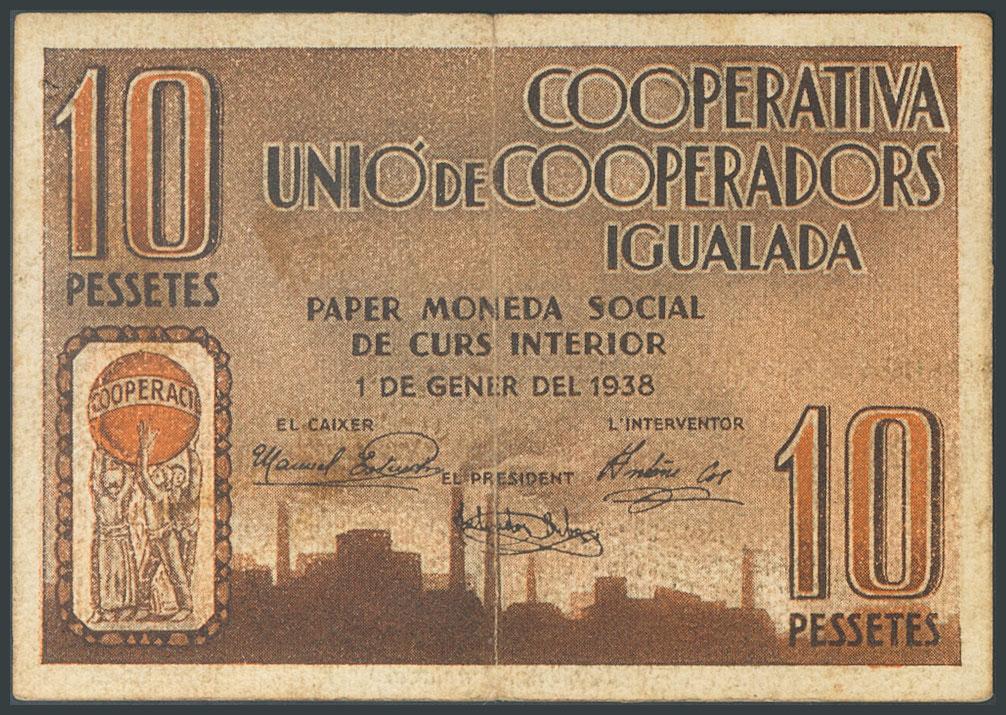 10
PESSETES
COOPERATIVA
UNIÓ DE COOPERADORS
IGUALADA
PAPER MONEDA SOCIAL
DE CURS INTERIOR
1 DE GENER DEL 1938
COOPERACI
EL CAIXER
L'INTERVENTOR
Manuel
EL PRESIDENT
10
PESSETES